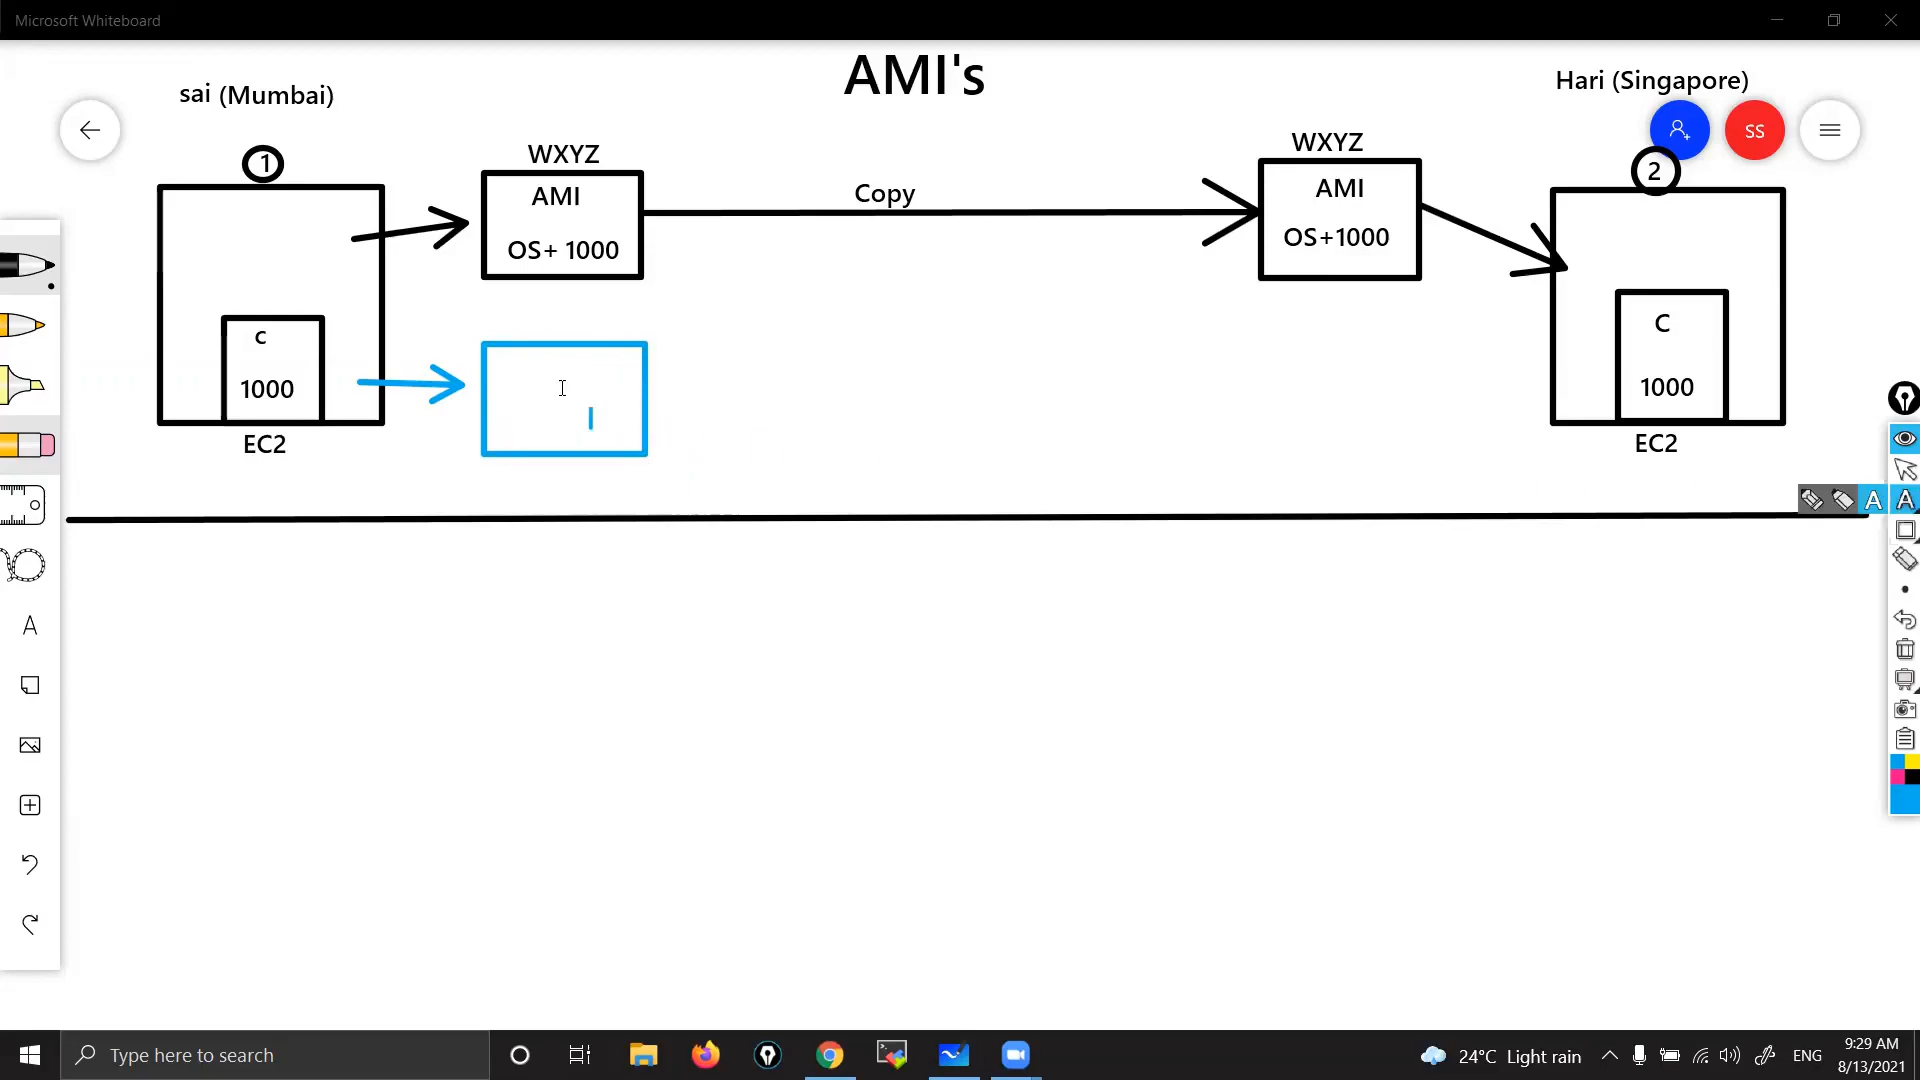 Microsoft Whiteboard
AMI's
sai (Mumbai)
Hari (Singapore)
SS
1
WXYZ
WXYZ
2
AMI
OS+ 1000
Copy
AMI
OS+1000
C
1000
EC2
C
1000
EC2
A
A
A
Type here to search
24°C Light rain
ENG
9:29 AM
8/13/2021